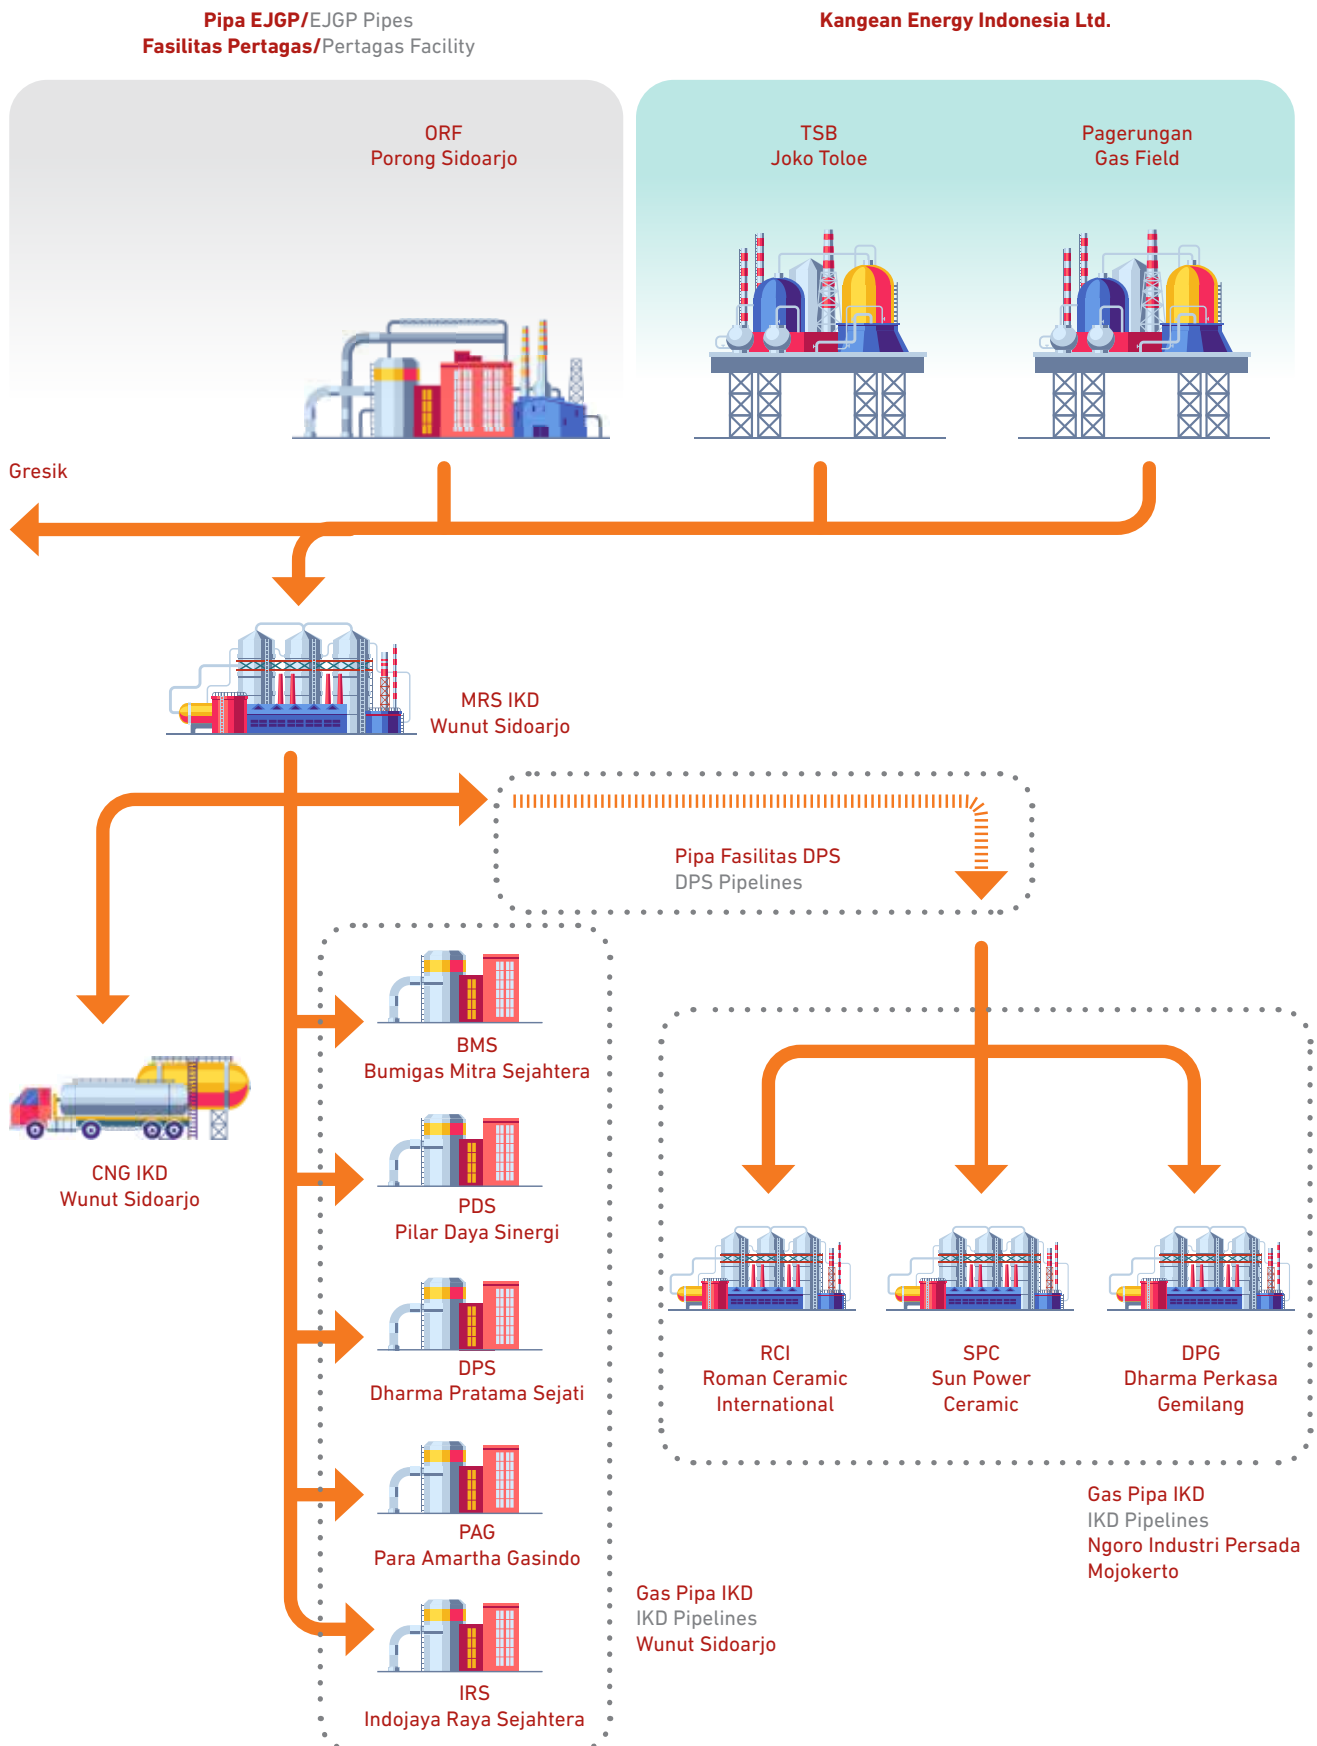 Pipa EJGP/EJGP Pipes
Fasilitas Pertagas/Pertagas Facility
Kangean Energy Indonesia Ltd.
ORF
Porong Sidoarjo
TSB
Joko Toloe
Pagerungan
Gas Field
Gresik
MRS IKD
Wunut Sidoarjo
Pipa Fasilitas DPS
DPS Pipelines
CNG IKD
Wunut Sidoarjo
BMS
Bumigas Mitra Sejahtera
PDS
Pilar Daya Sinergi
DPS
Dharma Pratama Sejati
PAG
Para Amartha Gasindo
IRS
Indojaya Raya Sejahtera
Gas Pipa IKD
IKD Pipelines
Wunut Sidoarjo
RCI
Roman Ceramic
International
SPC
Sun Power
Ceramic
DPG
Dharma Perkasa
Gemilang
Gas Pipa IKD
IKD Pipelines
Ngoro Industri Persada
Mojokerto